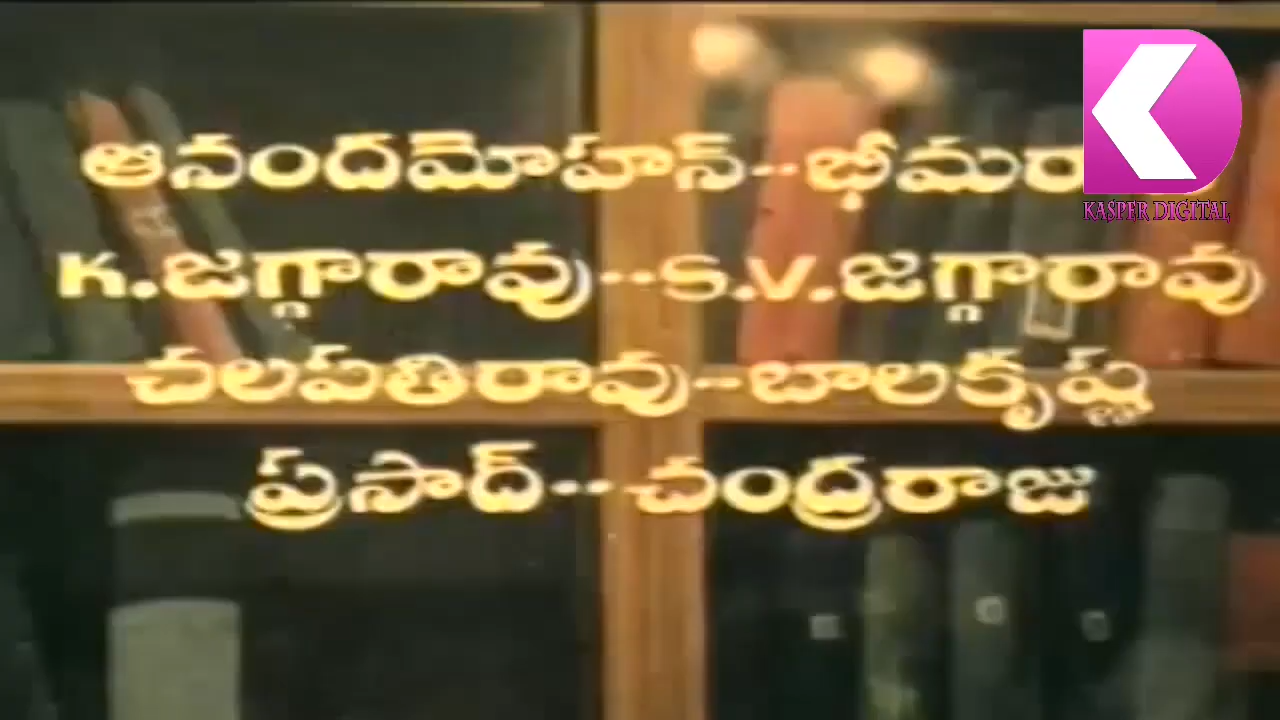 ఆనందమోహన్--భీమరా
K.జగ్గారావు--S.V.జగ్గారావు
చలపతిరావు--బాలకృష్ణ
ప్రసాద్--చంద్రరాజు
KASPER DIGITAL